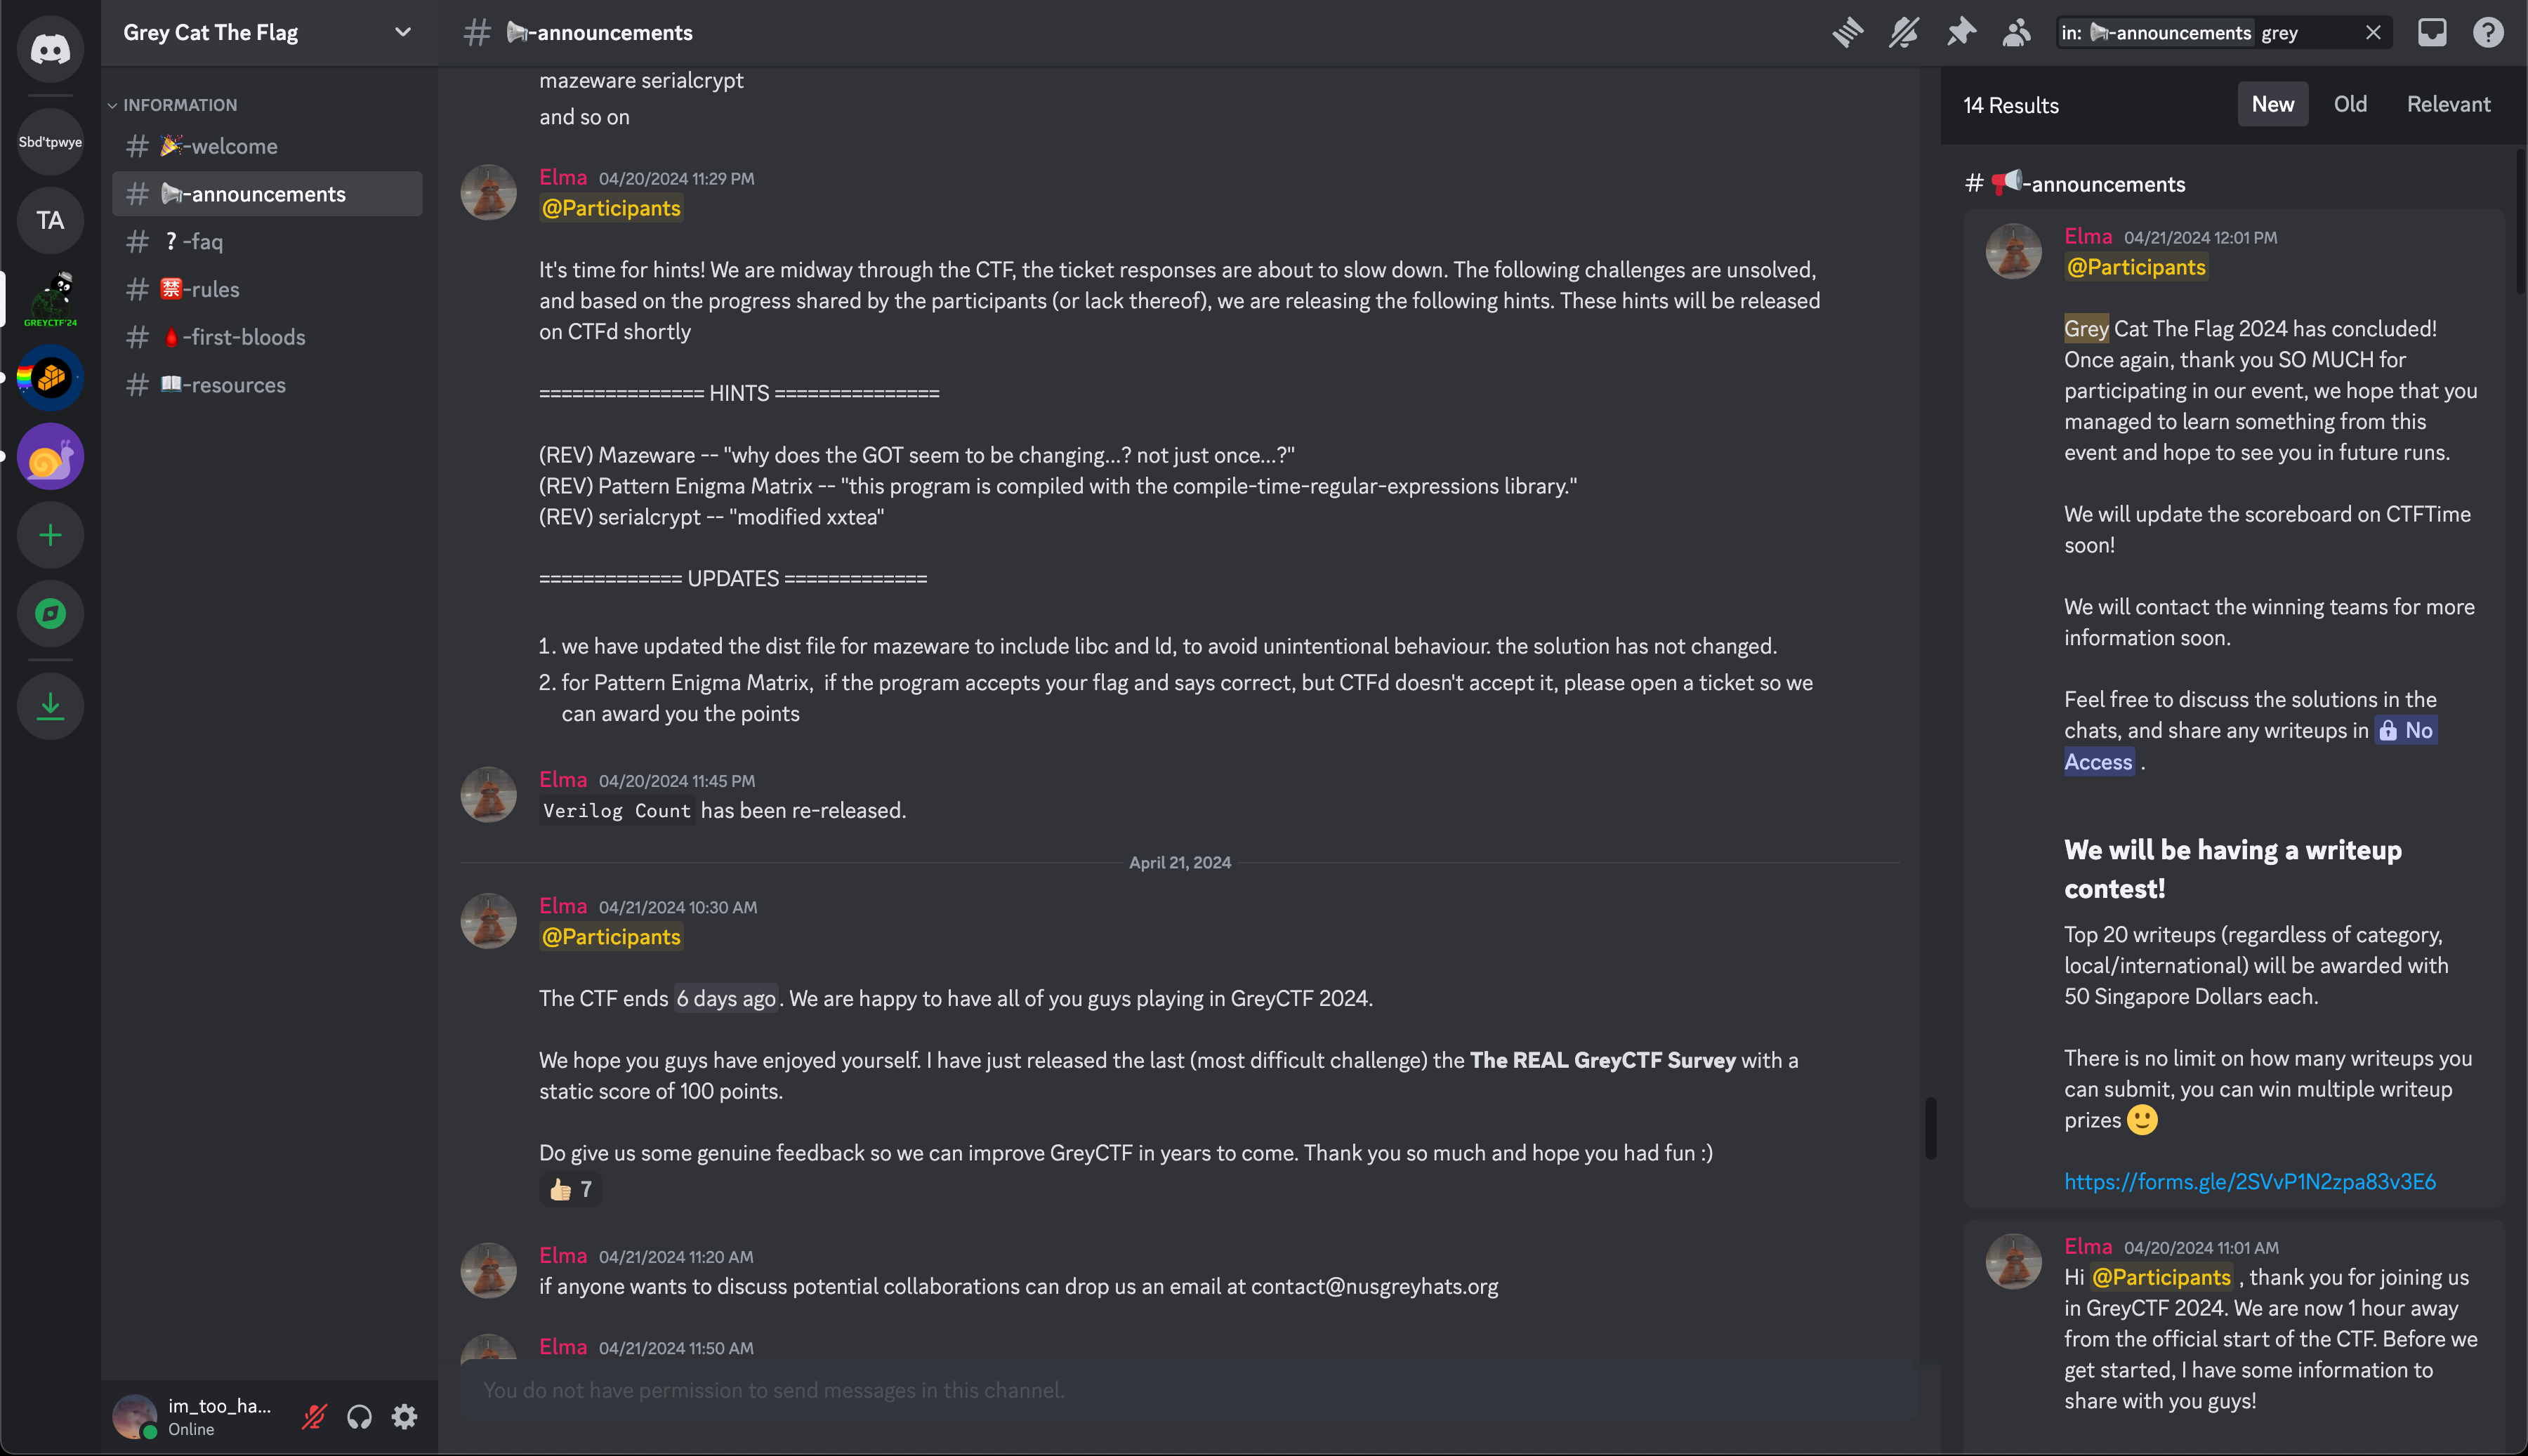 Sbd'tpwye
TA
GREYCTF'24
Grey Cat The Flag
INFORMATION
-welcome
-announcements
? -faq
禁-rules
-first-bloods
-resources
im_too_ha...
Online
# -announcements
mazeware serialcrypt
and so on
Elma 04/20/2024 11:29 PM
@Participants
It's time for hints! We are midway through the CTF, the ticket responses are about to slow down. The following challenges are unsolved,
and based on the progress shared by the participants (or lack thereof), we are releasing the following hints. These hints will be released
on CTFd shortly
=============== HINTS ===============
(REV) Mazeware -- "why does the GOT seem to be changing...? not just once...?"
(REV) Pattern Enigma Matrix -- "this program is compiled with the compile-time-regular-expressions library."
(REV) serialcrypt -- "modified xxtea"
============= UPDATES =============
1. we have updated the dist file for mazeware to include libc and ld, to avoid unintentional behaviour. the solution has not changed.
2. for Pattern Enigma Matrix,  if the program accepts your flag and says correct, but CTFd doesn't accept it, please open a ticket so we
can award you the points
Elma 04/20/2024 11:45 PM
Verilog Count has been re-released.
April 21, 2024
Elma 04/21/2024 10:30 AM
@Participants
The CTF ends 6 days ago. We are happy to have all of you guys playing in GreyCTF 2024.
We hope you guys have enjoyed yourself. I have just released the last (most difficult challenge) the The REAL GreyCTF Survey with a
static score of 100 points.
Do give us some genuine feedback so we can improve GreyCTF in years to come. Thank you so much and hope you had fun :)
7
Elma 04/21/2024 11:20 AM
if anyone wants to discuss potential collaborations can drop us an email at contact@nusgreyhats.org
Elma 04/21/2024 11:50 AM
You do not have permission to send messages in this channel.
in: -announcements grey
14 Results
New
Old
Relevant
# -announcements
Elma 04/21/2024 12:01 PM
@Participants
Grey Cat The Flag 2024 has concluded!
Once again, thank you SO MUCH for
participating in our event, we hope that you
managed to learn something from this
event and hope to see you in future runs.
We will update the scoreboard on CTFTime
soon!
We will contact the winning teams for more
information soon.
Feel free to discuss the solutions in the
chats, and share any writeups in No
Access .
We will be having a writeup
contest!
Top 20 writeups (regardless of category,
local/international) will be awarded with
50 Singapore Dollars each.
There is no limit on how many writeups you
can submit, you can win multiple writeup
prizes
https://forms.gle/2SVvP1N2zpa83v3E6
Elma 04/20/2024 11:01 AM
Hi @Participants , thank you for joining us
in GreyCTF 2024. We are now 1 hour away
from the official start of the CTF. Before we
get started, I have some information to
share with you guys!